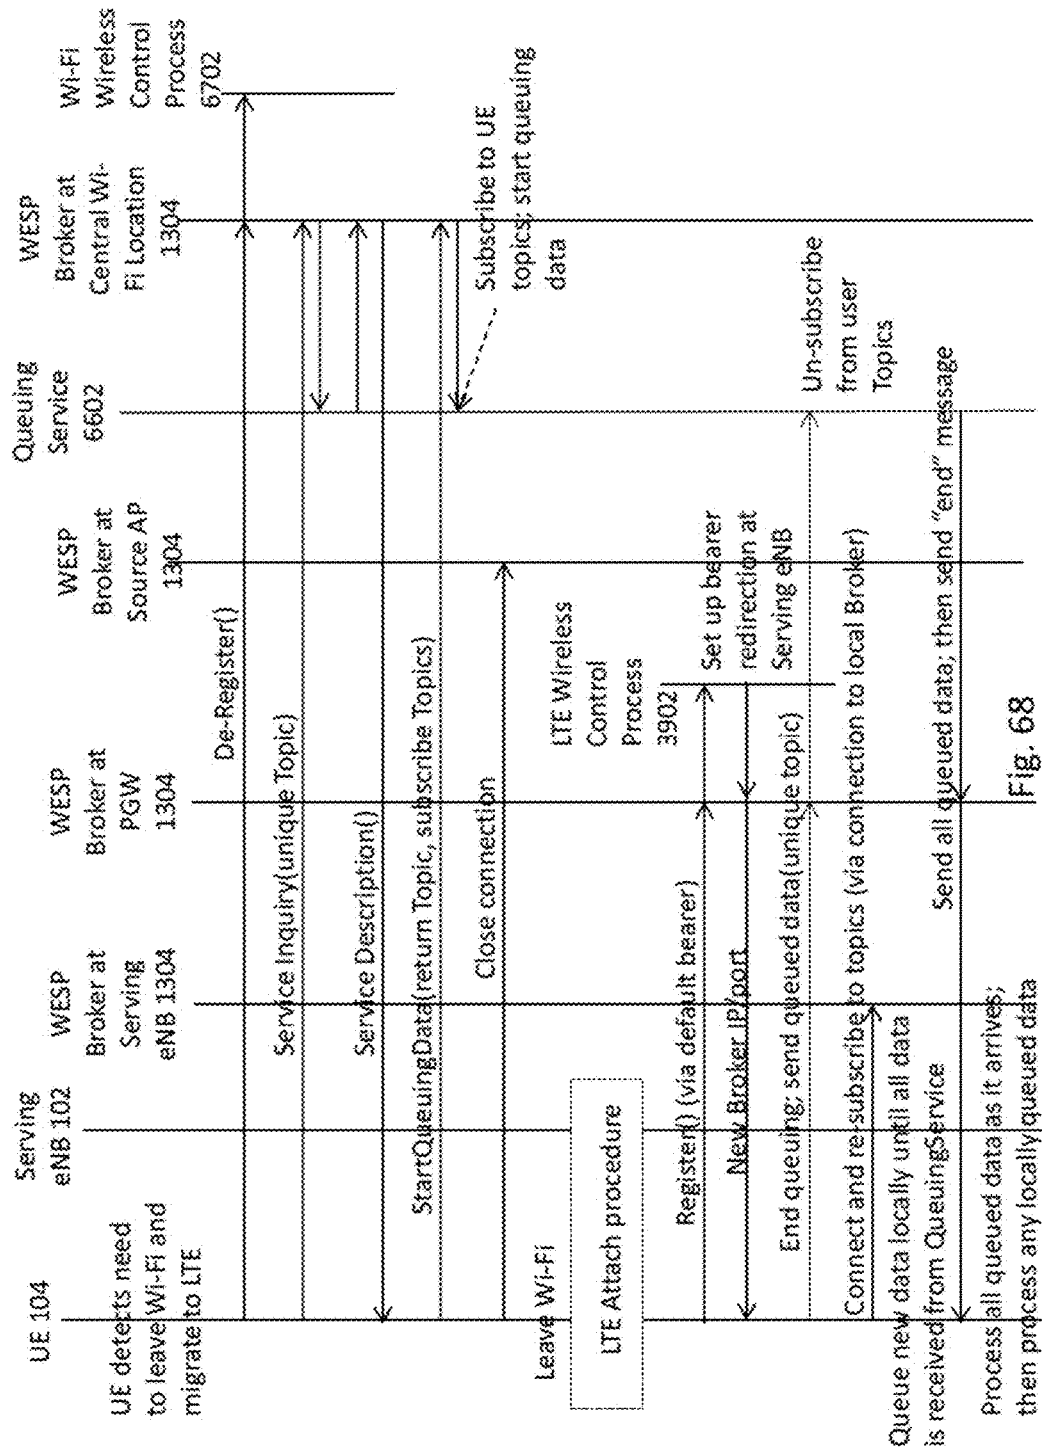 UE 104
Serving
eNB 102
WESP
Broker at
Serving
eNB 1304
WESP
Broker at
PGW
1304
WESP
Broker at
Source AP
1304
Queuing
Service
6602
WESP
Broker at
Central Wi-
Fi Location
1304
Wi-Fi
Wireless
Control
Process
6702
UE detects need
to leave Wi-Fi and
migrate to LTE
De-Register()
Service Inquiry(unique Topic)
Service Description()
StartQueuingData(return Topic, subscribe Topics)
Subscribe to UE
topics; start queuing
data
Close connection
Leave Wi-Fi
LTE Attach procedure
LTE Wireless
Control
Process
3902
Register() (via default bearer)
Set up bearer
redirection at
Serving eNB
New Broker IP/port
End queuing; send queued data(unique topic)
Un-subscribe
from user
Topics
Connect and re-subscribe to topics (via connection to local Broker)
Queue new data locally until all data
is received from QueuingService
Send all queued data; then send "end" message
Process all queued data as it arrives;
then process any locally queued data
Fig. 68